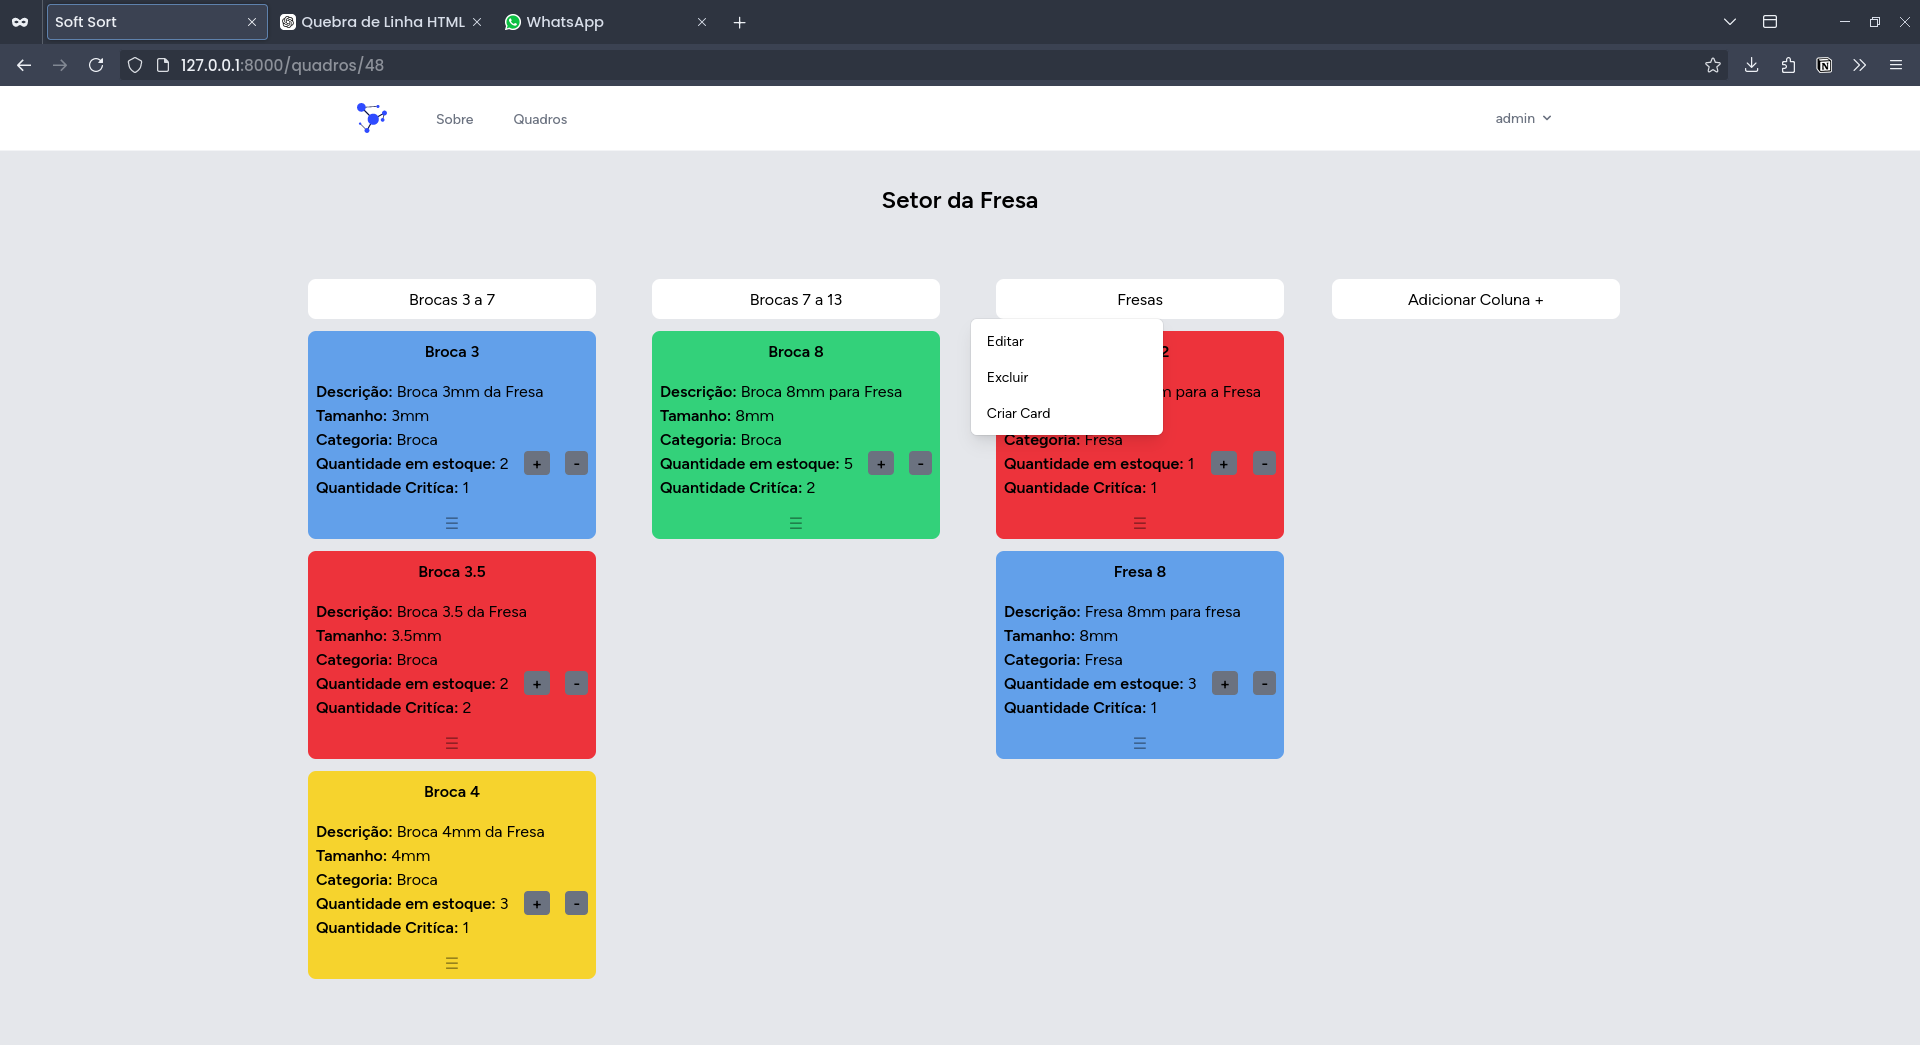 Soft Sort
Quebra de Linha HTML
WhatsApp
127.0.0.1:8000/quadros/48
Sobre
Quadros
admin
Setor da Fresa
Brocas 3 a 7
Brocas 7 a 13
Fresas
Adicionar Coluna +
Broca 3
Descrição: Broca 3mm da Fresa
Tamanho: 3mm
Categoria: Broca
Quantidade em estoque: 2 + -
Quantidade Critíca: 1
Broca 3.5
Descrição: Broca 3.5 da Fresa
Tamanho: 3.5mm
Categoria: Broca
Quantidade em estoque: 2 + -
Quantidade Critíca: 2
Broca 4
Descrição: Broca 4mm da Fresa
Tamanho: 4mm
Categoria: Broca
Quantidade em estoque: 3 + -
Quantidade Critíca: 1
Broca 8
Descrição: Broca 8mm para Fresa
Tamanho: 8mm
Categoria: Broca
Quantidade em estoque: 5 + -
Quantidade Critíca: 2
Editar
Excluir
Criar Card
2
para a Fresa
Categoria: Fresa
Quantidade em estoque: 1 + -
Quantidade Critíca: 1
Fresa 8
Descrição: Fresa 8mm para fresa
Tamanho: 8mm
Categoria: Fresa
Quantidade em estoque: 3 + -
Quantidade Critíca: 1